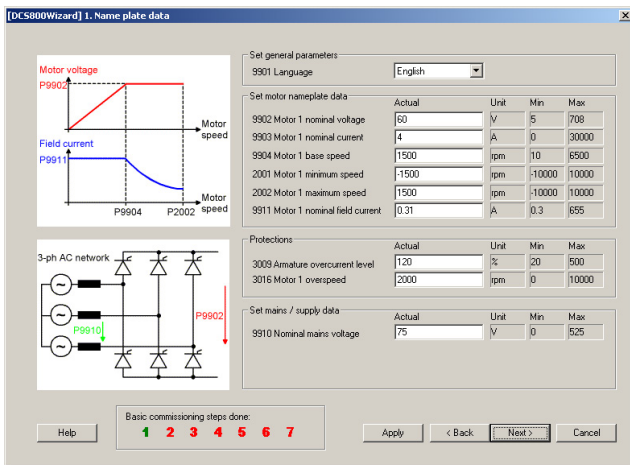 [DCS800Wizard] 1. Name plate data
Motor voltage
P9902
Motor speed
Field current
P9911
Motor speed
P9904 P2002
3-ph AC network
P9902
P9910
Set general parameters
9901 Language English
Set motor nameplate data
Actual Unit Min Max
9902 Motor 1 nominal voltage 60 V 5 708
9903 Motor 1 nominal current 4 A 0 30000
9904 Motor 1 base speed 1500 rpm 10 6500
2001 Motor 1 minimum speed -1500 rpm -10000 10000
2002 Motor 1 maximum speed 1500 rpm -10000 10000
9911 Motor 1 nominal field current 0.31 A 0.3 655
Protections
Actual Unit Min Max
3009 Armature overcurrent level 120 % 20 500
3016 Motor 1 overspeed 2000 rpm 0 10000
Set mains / supply data
Actual Unit Min Max
9910 Nominal mains voltage 75 V 0 525
Basic commissioning steps done:
1 2 3 4 5 6 7
Help Apply < Back Next > Cancel